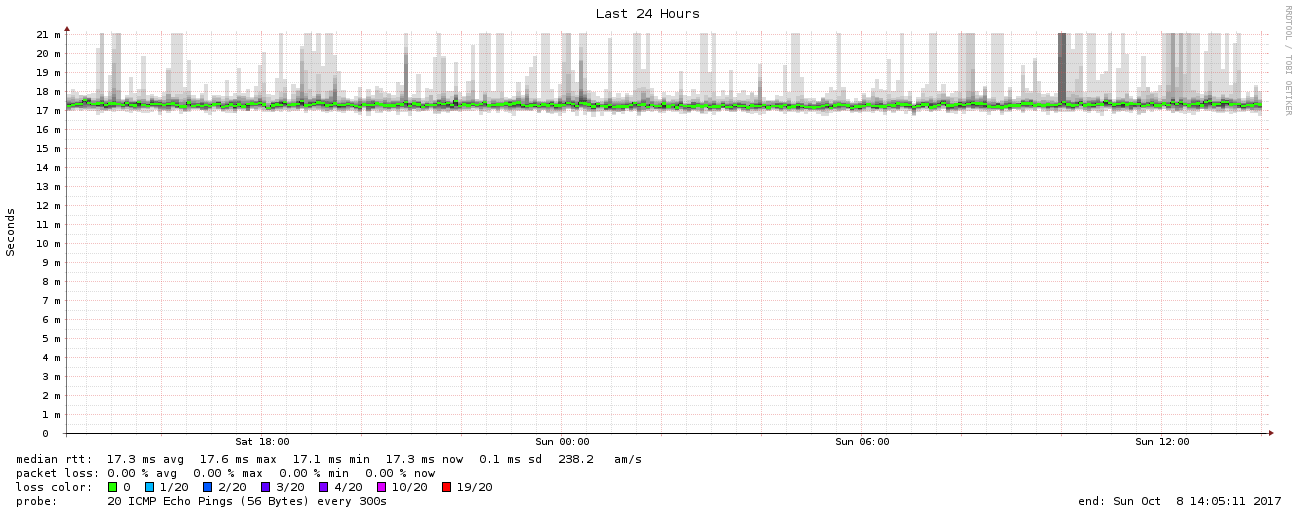 Last 24 Hours
RRDTOOL / TOBI OETIKER
Seconds
21 m
20 m
19 m
18 m
17 m
16 m
15 m
14 m
13 m
12 m
11 m
10 m
9 m
8 m
7 m
6 m
5 m
4 m
3 m
2 m
1 m
0
Sat 18:00 Sun 00:00 Sun 06:00 Sun 12:00
median rtt: 17.3 ms avg 17.6 ms max 17.1 ms min 17.3 ms now 0.1 ms sd 238.2 am/s
packet loss: 0.00 % avg 0.00 % max 0.00 % min 0.00 % now
loss color: 0 1/20 2/20 3/20 4/20 10/20 19/20
probe: 20 ICMP Echo Pings (56 Bytes) every 300s end: Sun Oct 8 14:05:11 2017